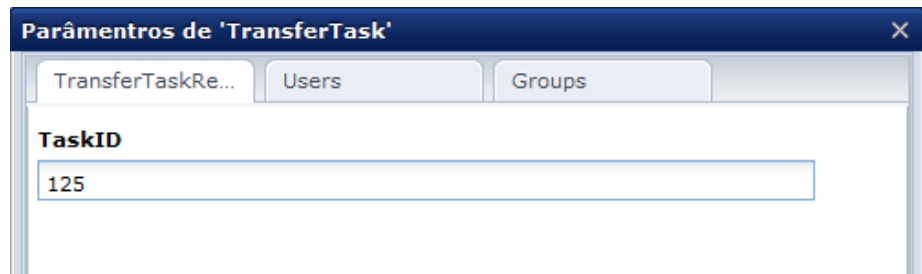 Parâmentros de 'TransferTask'
TransferTaskRe... Users Groups
TaskID
125